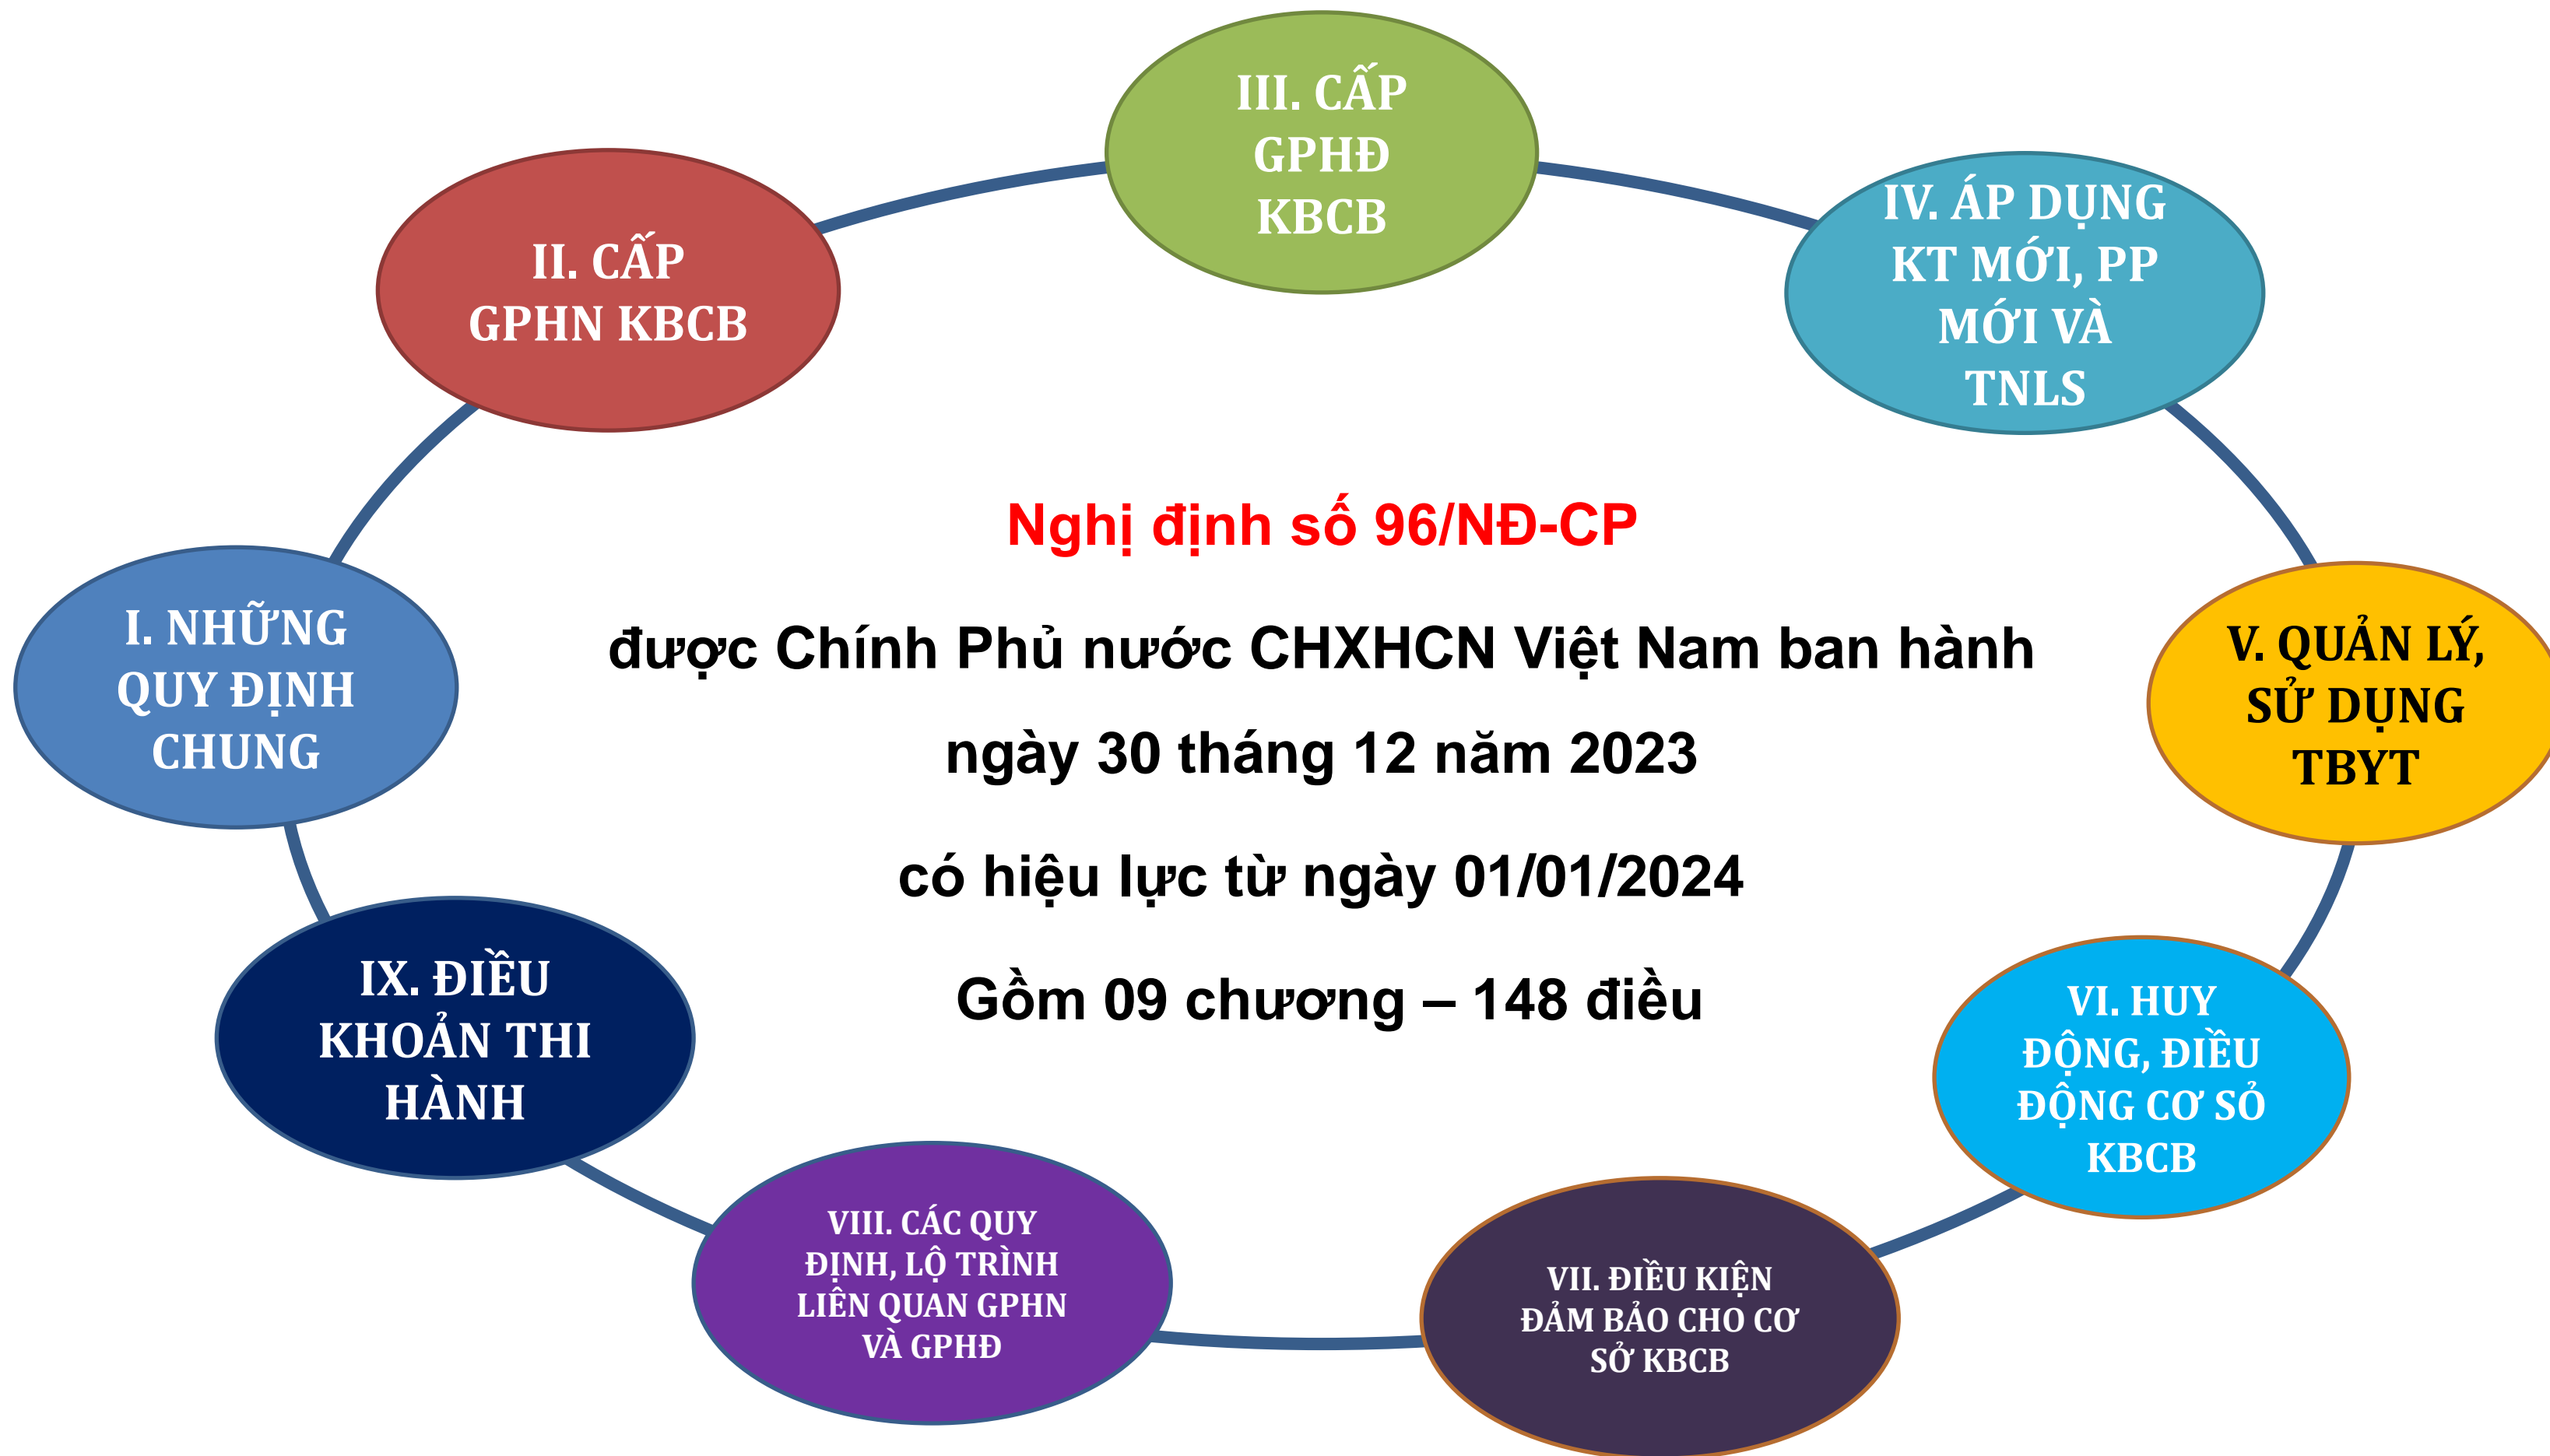 III. CẤP
GPHĐ
KBCB
II. CẤP
GPHN KBCB
IV. ÁP DỤNG
KT MỚI, PP
MỚI VÀ
TNLS
Nghị định số 96/NĐ-CP
được Chính Phủ nước CHXHCN Việt Nam ban hành
ngày 30 tháng 12 năm 2023
có hiệu lực từ ngày 01/01/2024
Gồm 09 chương – 148 điều
I. NHỮNG
QUY ĐỊNH
CHUNG
V. QUẢN LÝ,
SỬ DỤNG
TBYT
IX. ĐIỀU
KHOẢN THI
HÀNH
VI. HUY
ĐỘNG, ĐIỀU
ĐỘNG CƠ SỎ
KBCB
VIII. CÁC QUY
ĐỊNH, LỘ TRÌNH
LIÊN QUAN GPHN
VÀ GPHĐ
VII. ĐIỀU KIỆN
ĐẢM BẢO CHO CƠ
SỞ KBCB